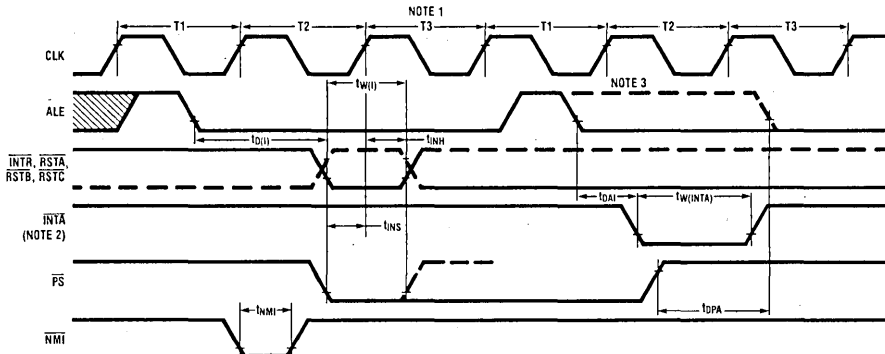 NOTE 1
T1 T2 T3 T1 T2 T3
CLK
tW(I)
NOTE 3
ALE
tD(I) tINH
INTR, RSTA,
RSTB, RSTC
tDAI tW(INTA)
INTA
(NOTE 2)
tINS
PS
tNMI
tDPA
NMI